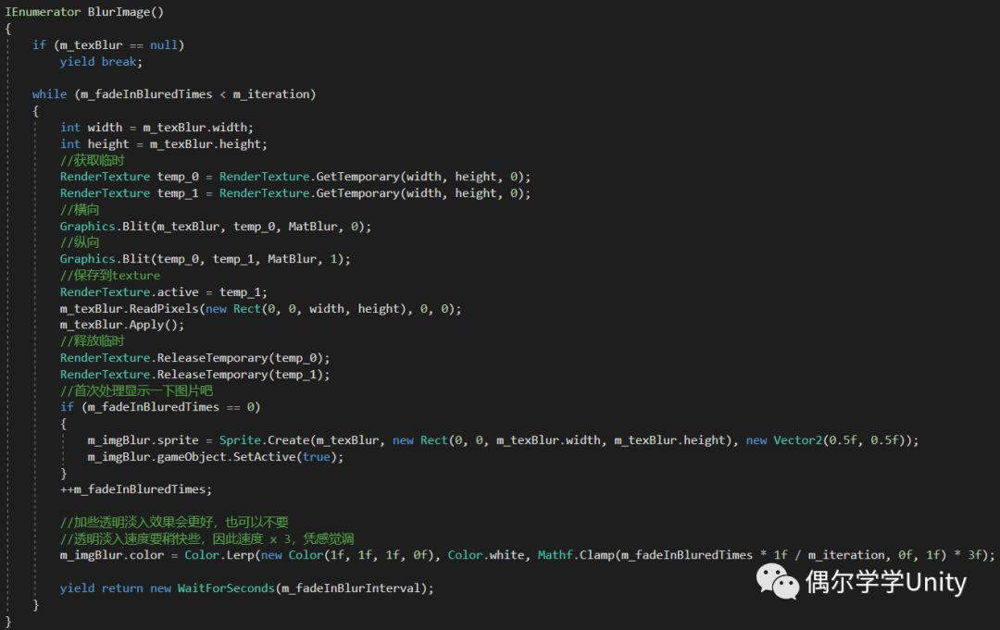 IEnumerator BlurImage()
{
if (m_texBlur == null)
yield break;
while (m_fadeInBluredTimes < m_iteration)
{
int width = m_texBlur.width;
int height = m_texBlur.height;
//获取临时
RenderTexture temp_0 = RenderTexture.GetTemporary(width, height, 0);
RenderTexture temp_1 = RenderTexture.GetTemporary(width, height, 0);
//横向
Graphics.Blit(m_texBlur, temp_0, MatBlur, 0);
//纵向
Graphics.Blit(temp_0, temp_1, MatBlur, 1);
//保存到texture
RenderTexture.active = temp_1;
m_texBlur.ReadPixels(new Rect(0, 0, width, height), 0, 0);
m_texBlur.Apply();
//释放临时
RenderTexture.ReleaseTemporary(temp_0);
RenderTexture.ReleaseTemporary(temp_1);
//首次处理显示一下图片吧
if (m_fadeInBluredTimes == 0)
{
m_imgBlur.sprite = Sprite.Create(m_texBlur, new Rect(0, 0, m_texBlur.width, m_texBlur.height), new Vector2(0.5f, 0.5f));
m_imgBlur.gameObject.SetActive(true);
}
++m_fadeInBluredTimes;
//加些透明淡入效果会更好，也可以不要
//透明淡入速度要稍快些，因此速度 x 3，凭感觉调
m_imgBlur.color = Color.Lerp(new Color(1f, 1f, 1f, 0f), Color.white, Mathf.Clamp(m_fadeInBluredTimes * 1f / m_iteration, 0f, 1f) * 3f);
yield return new WaitForSeconds(m_fadeInBlurInterval);
}
}
偶尔学学Unity